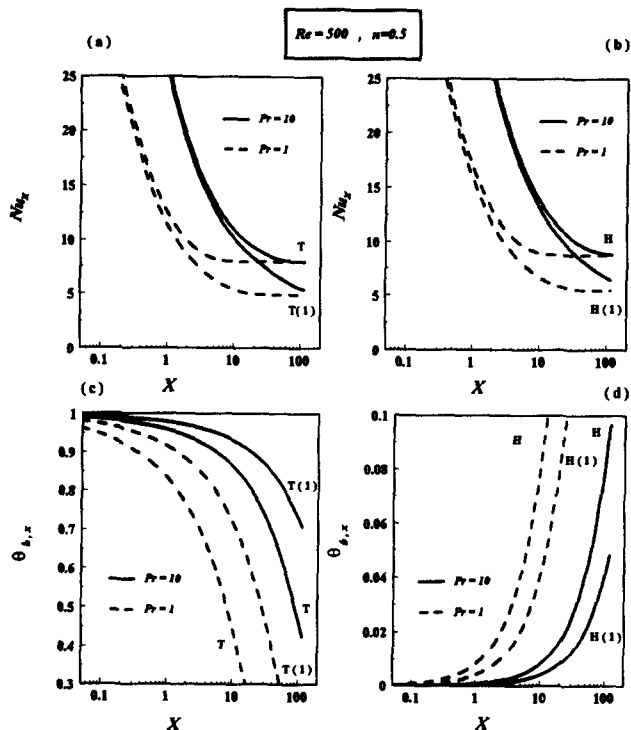 Re = 500 , n=0.5
(a)
(b)
25
20
15
10
5
0
Nu_x
Pr = 10
Pr = 1
T
T(1)
0.1
1
10
100
X
25
20
15
10
5
0
Nu_x
Pr = 10
Pr = 1
H
H(1)
0.1
1
10
100
X
(c)
(d)
1
0.9
0.8
0.7
0.6
0.5
0.4
0.3
θ_b,x
T(1)
Pr = 10
Pr = 1
T
T
T(1)
0.1
1
10
100
X
0.1
0.08
0.06
0.04
0.02
0
θ_b,x
H
H
H(1)
Pr = 10
Pr = 1
H(1)
0.1
1
10
100
X